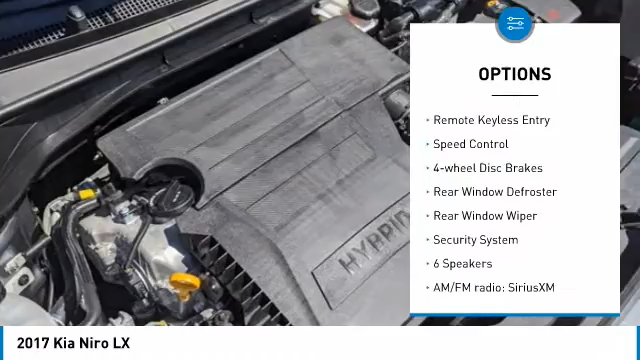 OPTIONS
Remote Keyless Entry
Speed Control
4-wheel Disc Brakes
Rear Window Defroster
Rear Window Wiper
Security System
6 Speakers
AM/FM radio: SiriusXM
HYBRID
2017 Kia Niro LX